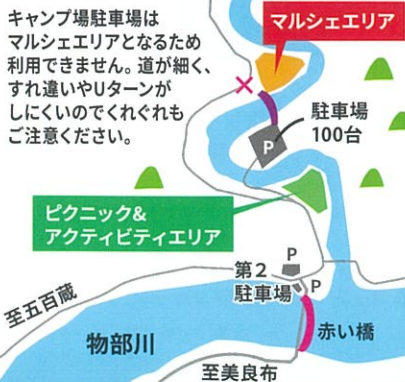 キャンプ場駐車場は
マルシェエリアとなるため
利用できません。道が細く、
すれ違いやUターンが
しにくいのでくれぐれも
ご注意ください。
マルシェエリア
駐車場
100台
P
ピクニック&
アクティビティエリア
P
第2
駐車場
P
至五百蔵
赤い橋
物部川
至美良布